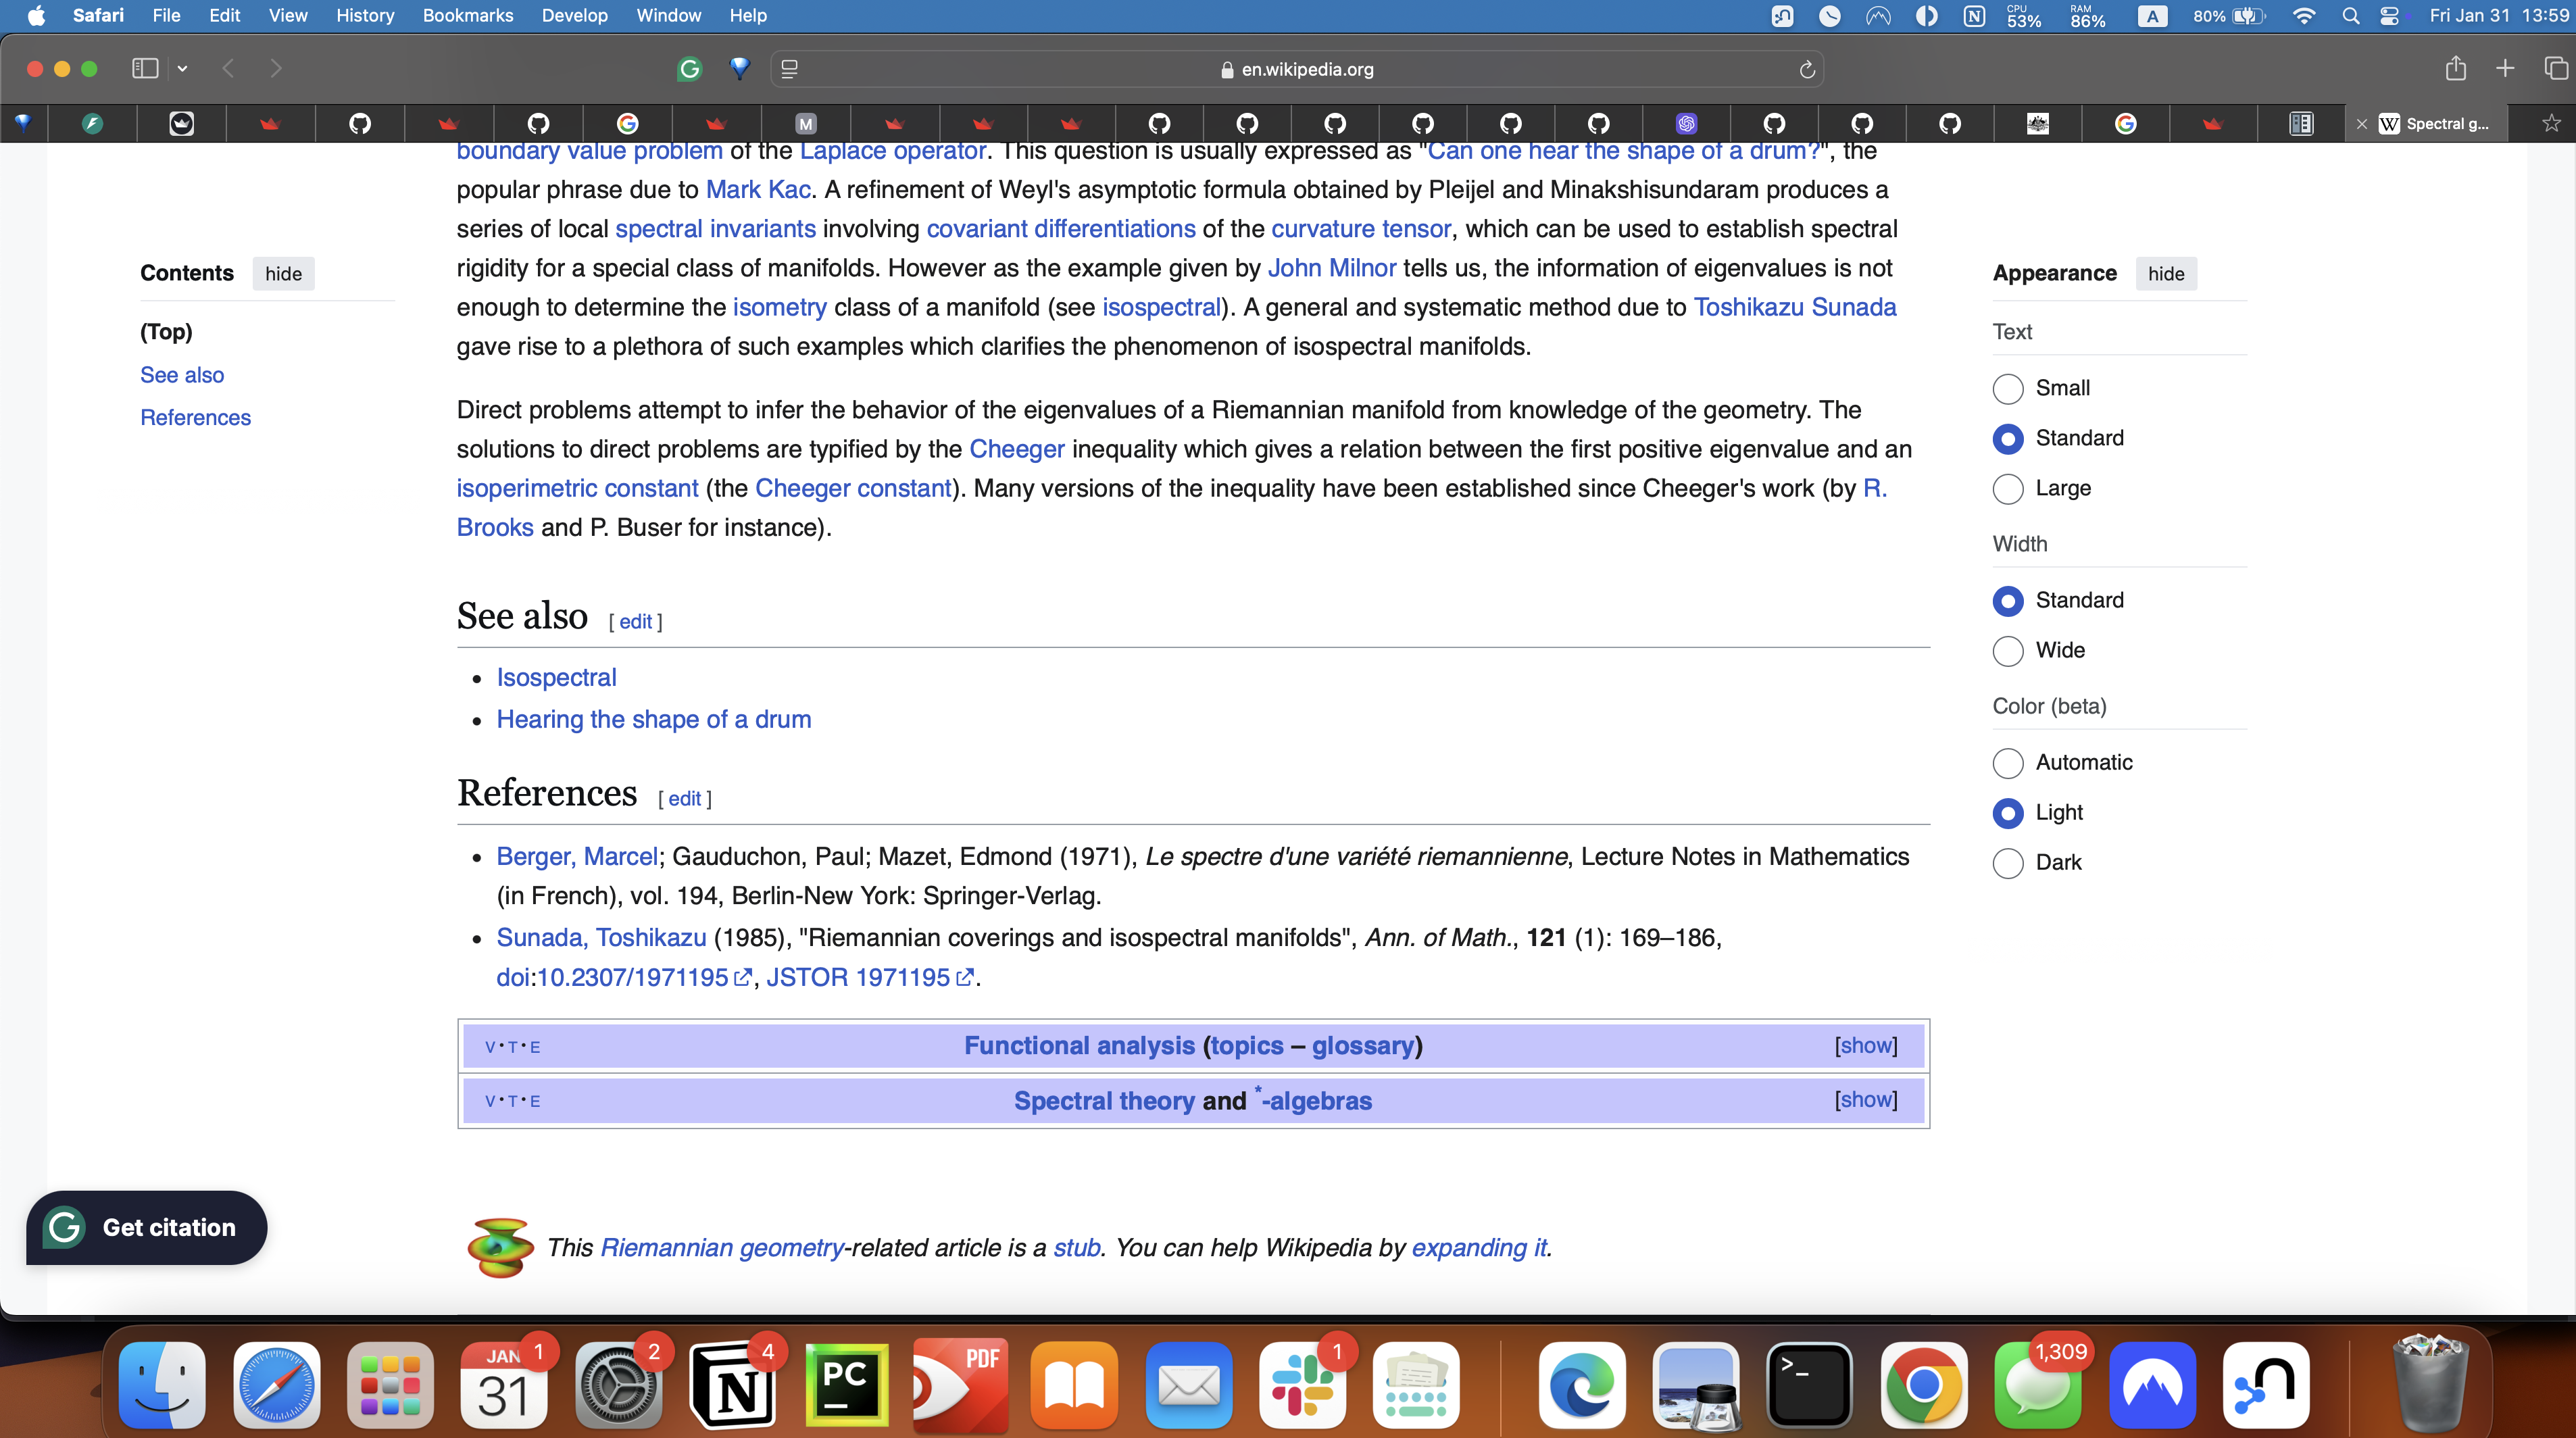 Safari File Edit View History Bookmarks Develop Window Help
CPU 53% RAM 86% A 80% Fri Jan 31 13:59
en.wikipedia.org
Spectral g...
boundary value problem of the Laplace operator. This question is usually expressed as "Can one hear the shape of a drum?", the
popular phrase due to Mark Kac. A refinement of Weyl's asymptotic formula obtained by Pleijel and Minakshisundaram produces a
series of local spectral invariants involving covariant differentiations of the curvature tensor, which can be used to establish spectral
rigidity for a special class of manifolds. However as the example given by John Milnor tells us, the information of eigenvalues is not
enough to determine the isometry class of a manifold (see isospectral). A general and systematic method due to Toshikazu Sunada
gave rise to a plethora of such examples which clarifies the phenomenon of isospectral manifolds.
Direct problems attempt to infer the behavior of the eigenvalues of a Riemannian manifold from knowledge of the geometry. The
solutions to direct problems are typified by the Cheeger inequality which gives a relation between the first positive eigenvalue and an
isoperimetric constant (the Cheeger constant). Many versions of the inequality have been established since Cheeger's work (by R.
Brooks and P. Buser for instance).
See also [ edit ]
• Isospectral
• Hearing the shape of a drum
References [ edit ]
• Berger, Marcel; Gauduchon, Paul; Mazet, Edmond (1971), Le spectre d'une variété riemannienne, Lecture Notes in Mathematics
(in French), vol. 194, Berlin-New York: Springer-Verlag.
• Sunada, Toshikazu (1985), "Riemannian coverings and isospectral manifolds", Ann. of Math., 121 (1): 169–186,
doi:10.2307/1971195, JSTOR 1971195.
V·T·E Functional analysis (topics – glossary) [show]
V·T·E Spectral theory and *-algebras [show]
This Riemannian geometry-related article is a stub. You can help Wikipedia by expanding it.
Contents hide
(Top)
See also
References
Appearance hide
Text
Small
Standard
Large
Width
Standard
Wide
Color (beta)
Automatic
Light
Dark
Get citation
JAN 31
1
2
4
PC
PDF
1
1,309